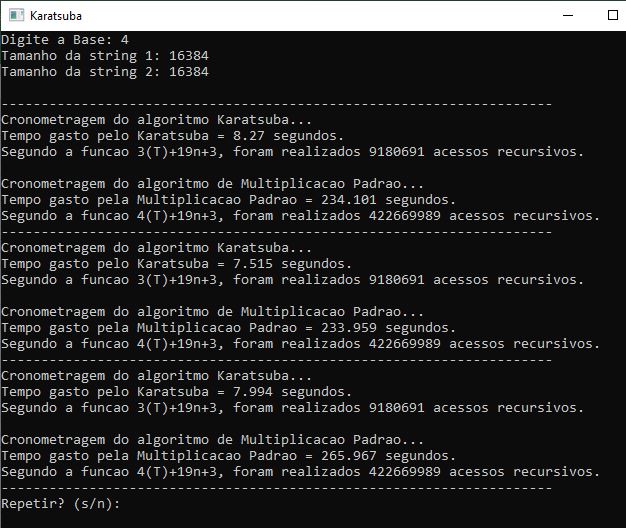 Karatsuba
Digite a Base: 4
Tamanho da string 1: 16384
Tamanho da string 2: 16384
---------------------------------------------------------------------
Cronometragem do algoritmo Karatsuba...
Tempo gasto pelo Karatsuba = 8.27 segundos.
Segundo a funcao 3(T)+19n+3, foram realizados 9180691 acessos recursivos.
Cronometragem do algoritmo de Multiplicacao Padrao...
Tempo gasto pela Multiplicacao Padrao = 234.101 segundos.
Segundo a funcao 4(T)+19n+3, foram realizados 422669989 acessos recursivos.
---------------------------------------------------------------------
Cronometragem do algoritmo Karatsuba...
Tempo gasto pelo Karatsuba = 7.515 segundos.
Segundo a funcao 3(T)+19n+3, foram realizados 9180691 acessos recursivos.
Cronometragem do algoritmo de Multiplicacao Padrao...
Tempo gasto pela Multiplicacao Padrao = 233.959 segundos.
Segundo a funcao 4(T)+19n+3, foram realizados 422669989 acessos recursivos.
---------------------------------------------------------------------
Cronometragem do algoritmo Karatsuba...
Tempo gasto pelo Karatsuba = 7.994 segundos.
Segundo a funcao 3(T)+19n+3, foram realizados 9180691 acessos recursivos.
Cronometragem do algoritmo de Multiplicacao Padrao...
Tempo gasto pela Multiplicacao Padrao = 265.967 segundos.
Segundo a funcao 4(T)+19n+3, foram realizados 422669989 acessos recursivos.
---------------------------------------------------------------------
Repetir? (s/n):